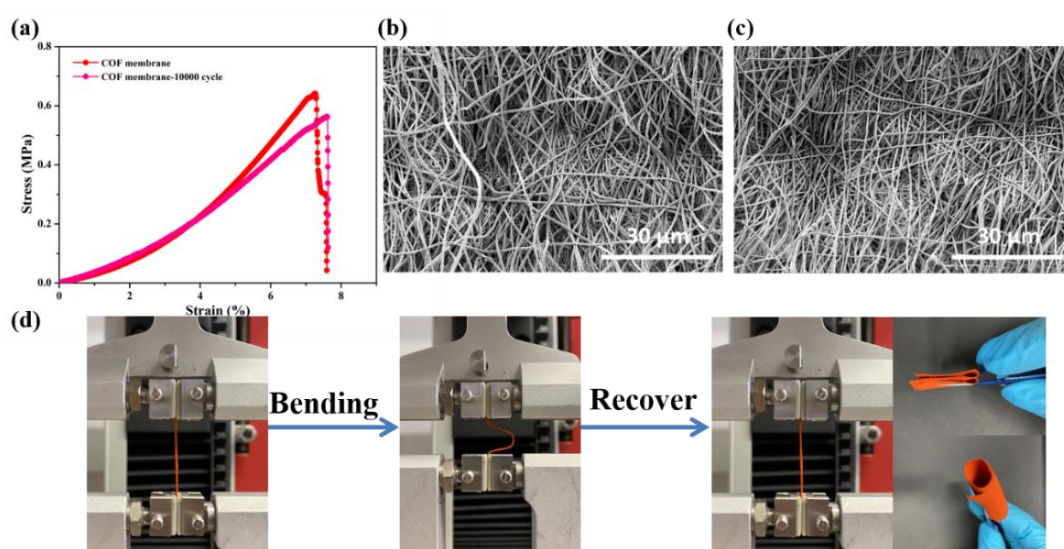 (a)
0.8
0.6
0.4
0.2
0.0
Stress (MPa)
COF membrane
COF membrane-10000 cycle
0
2
4
6
8
Strain (%)
(b)
30 μm
(c)
30 μm
(d)
Bending
Recover